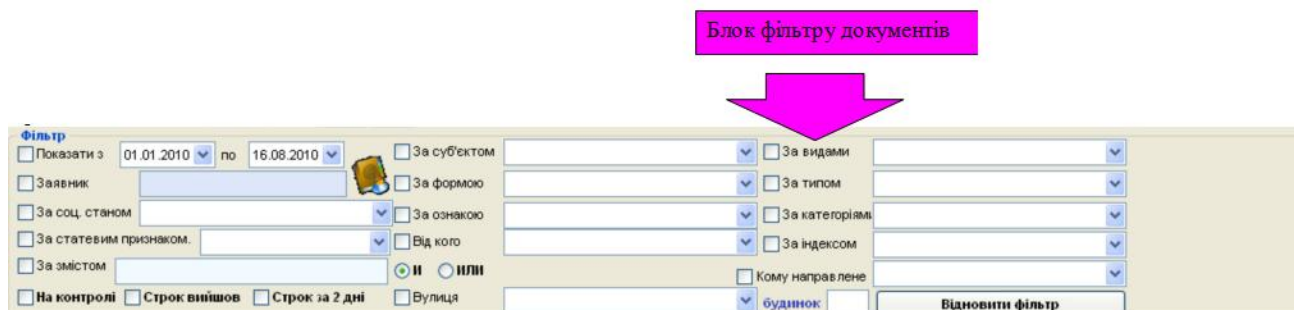 Блок фільтру документів
Фільтр
Показати з 01.01.2010 по 16.08.2010 За суб'єктом За видами
Заявник За формою За типом
За соц. станом За ознакою За категоріями
За статевим признаком. Від кого За індексом
За змістом И ИЛИ Кому направлене
На контролі Строк вийшов Строк за 2 дні Вулиця будинок Відновити фільтр